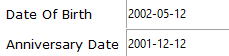 Date Of Birth 2002-05-12
Anniversary Date 2001-12-12